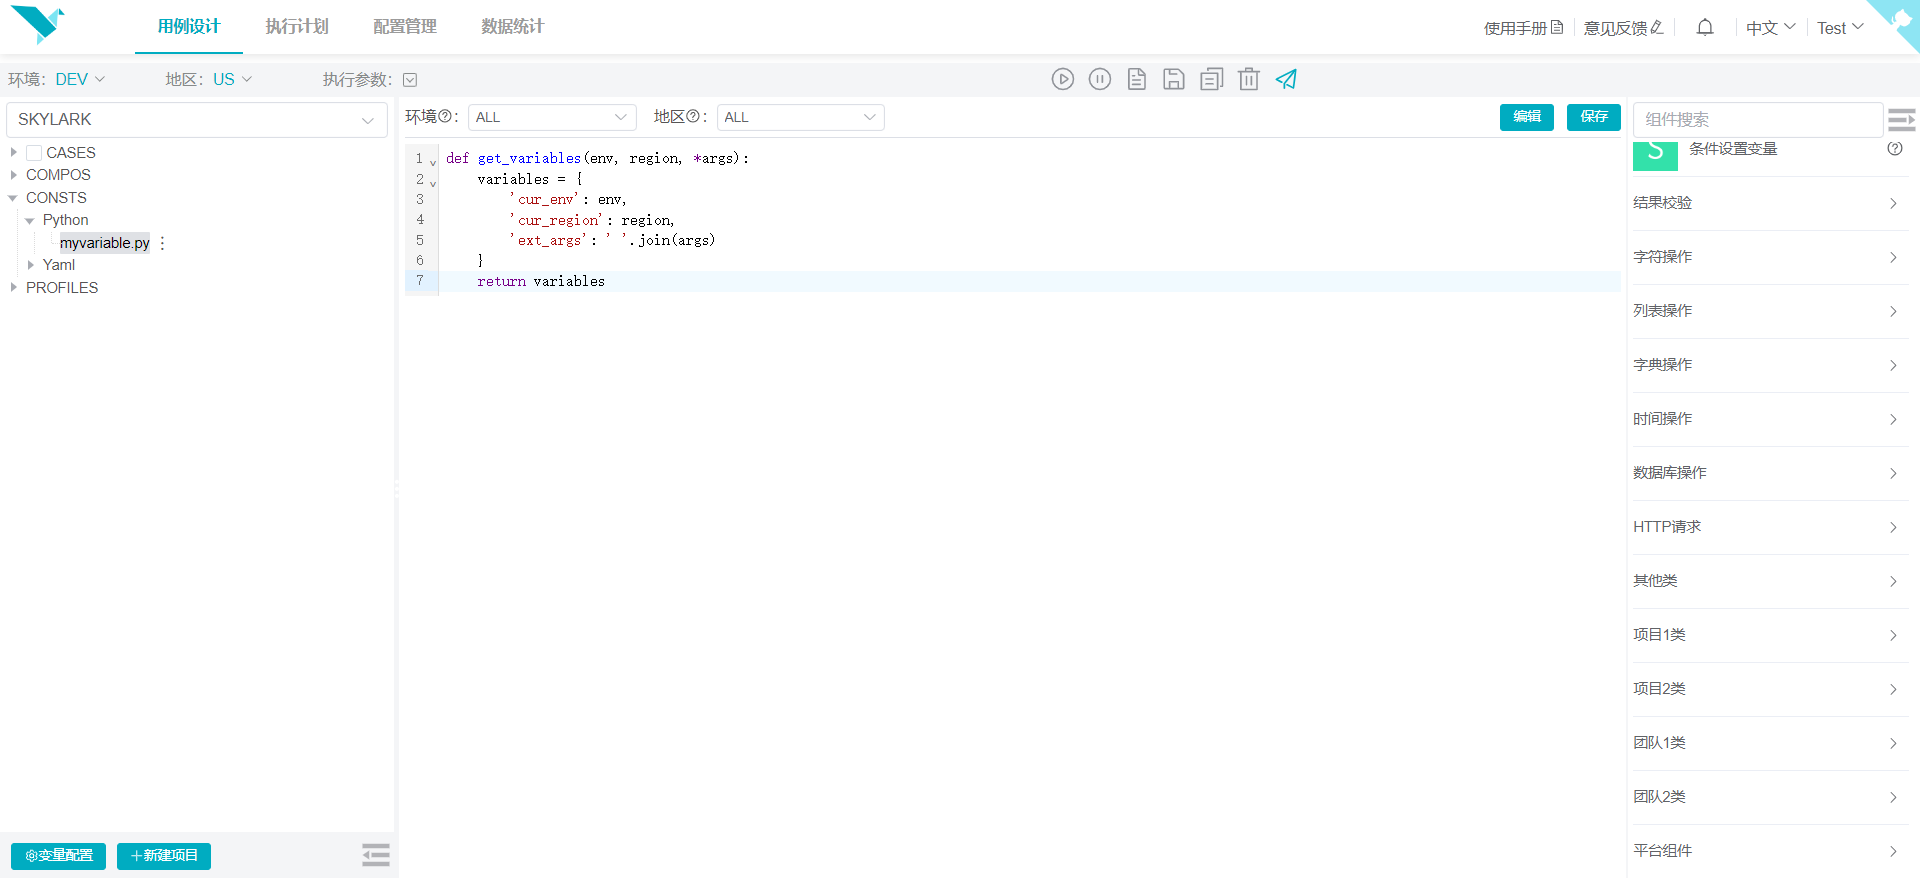 用例设计 执行计划 配置管理 数据统计 使用手册 意见反馈 中文 Test
环境： DEV 地区： US 执行参数：
SKYLARK
CASES
COMPOS
CONSTS
Python
myvariable.py
Yaml
PROFILES
变量配置 新建项目
环境 ： ALL 地区 ： ALL 编辑 保存
1 def get_variables(env, region, *args):
2 variables = {
3 'cur_env': env,
4 'cur_region': region,
5 'ext_args': ' '.join(args)
6 }
7 return variables
组件搜索
S 条件设置变量
结果校验
字符操作
列表操作
字典操作
时间操作
数据库操作
HTTP请求
其他类
项目1类
项目2类
团队1类
团队2类
平台组件